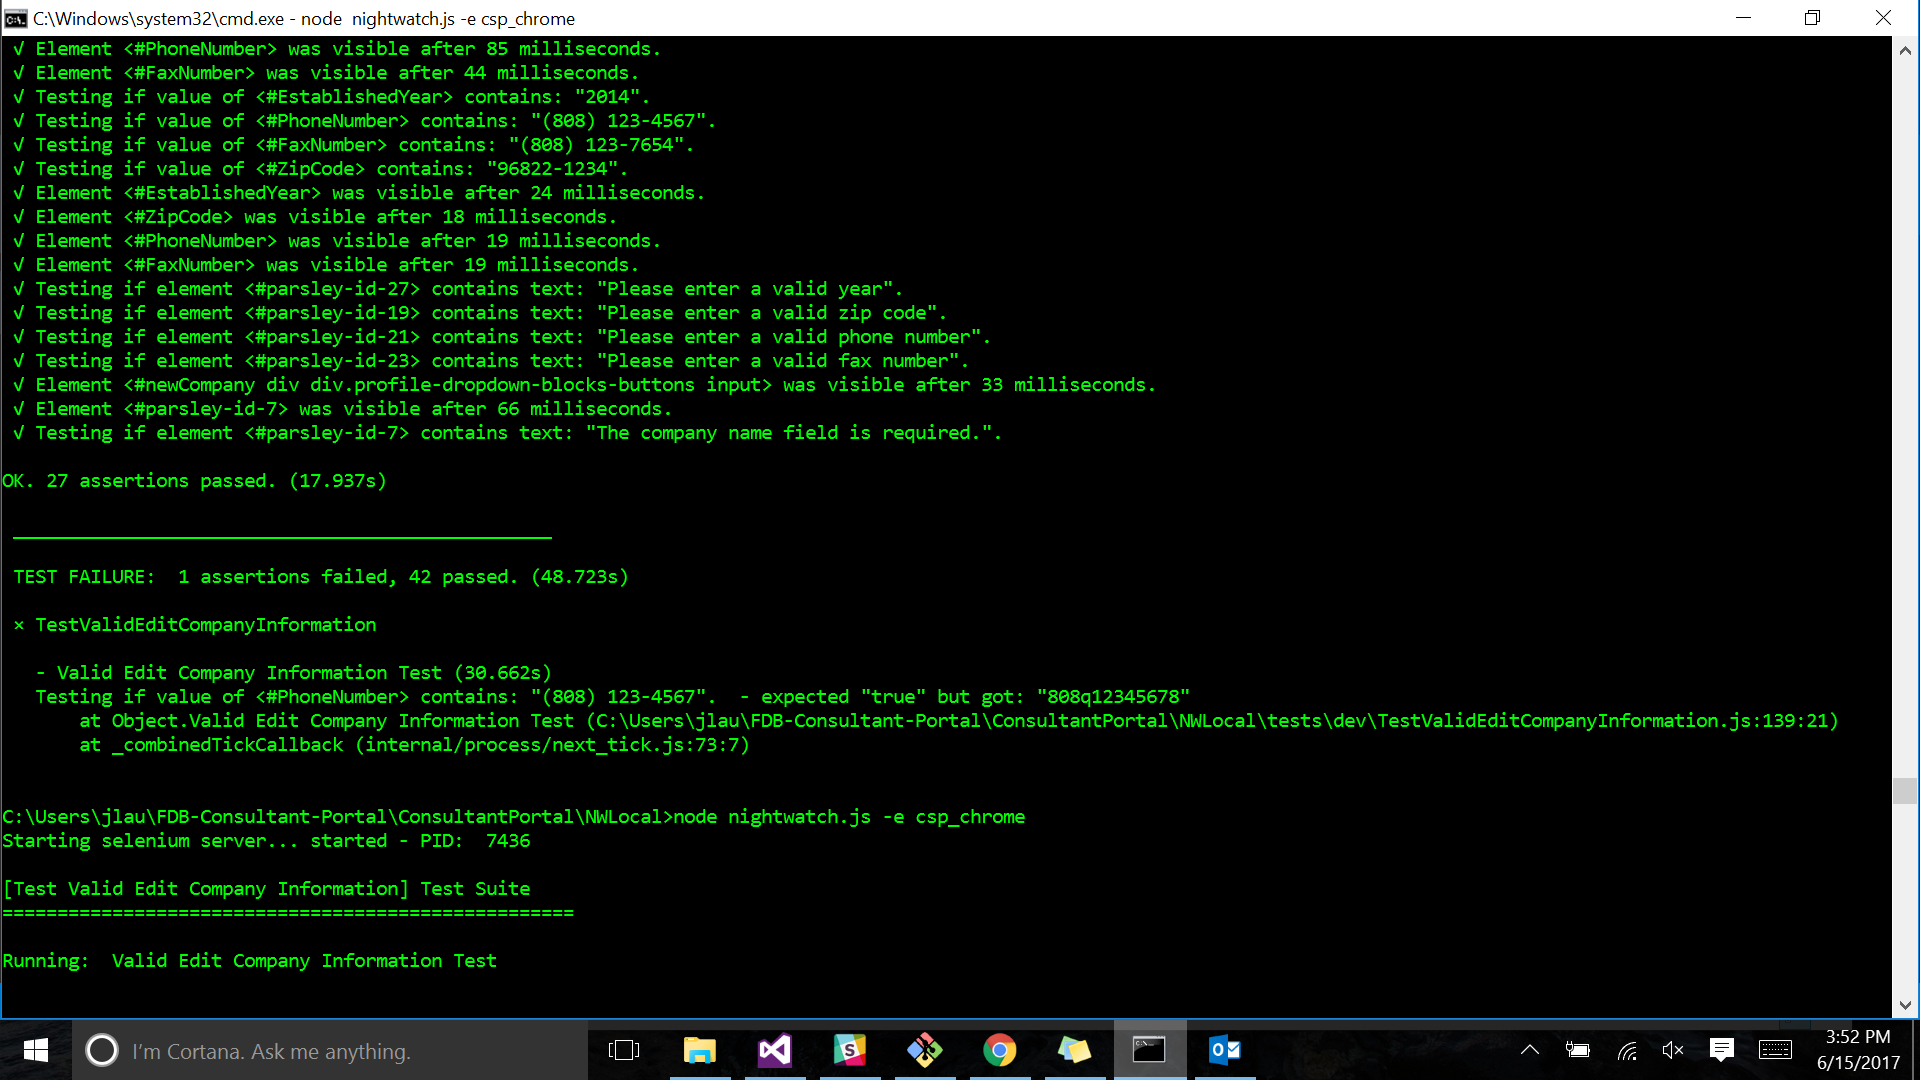 C:\Windows\system32\cmd.exe - node  nightwatch.js -e csp_chrome
√ Element <#PhoneNumber> was visible after 85 milliseconds.
√ Element <#FaxNumber> was visible after 44 milliseconds.
√ Testing if value of <#EstablishedYear> contains: "2014".
√ Testing if value of <#PhoneNumber> contains: "(808) 123-4567".
√ Testing if value of <#FaxNumber> contains: "(808) 123-7654".
√ Testing if value of <#ZipCode> contains: "96822-1234".
√ Element <#EstablishedYear> was visible after 24 milliseconds.
√ Element <#ZipCode> was visible after 18 milliseconds.
√ Element <#PhoneNumber> was visible after 19 milliseconds.
√ Element <#FaxNumber> was visible after 19 milliseconds.
√ Testing if element <#parsley-id-27> contains text: "Please enter a valid year".
√ Testing if element <#parsley-id-19> contains text: "Please enter a valid zip code".
√ Testing if element <#parsley-id-21> contains text: "Please enter a valid phone number".
√ Testing if element <#parsley-id-23> contains text: "Please enter a valid fax number".
√ Element <#newCompany div div.profile-dropdown-blocks-buttons input> was visible after 33 milliseconds.
√ Element <#parsley-id-7> was visible after 66 milliseconds.
√ Testing if element <#parsley-id-7> contains text: "The company name field is required.".
OK. 27 assertions passed. (17.937s)
_________________________________________________
TEST FAILURE:  1 assertions failed, 42 passed. (48.723s)
× TestValidEditCompanyInformation
- Valid Edit Company Information Test (30.662s)
Testing if value of <#PhoneNumber> contains: "(808) 123-4567".  - expected "true" but got: "808q12345678"
at Object.Valid Edit Company Information Test (C:\Users\jlau\FDB-Consultant-Portal\ConsultantPortal\NWLocal\tests\dev\TestValidEditCompanyInformation.js:139:21)
at _combinedTickCallback (internal/process/next_tick.js:73:7)
C:\Users\jlau\FDB-Consultant-Portal\ConsultantPortal\NWLocal>node nightwatch.js -e csp_chrome
Starting selenium server... started - PID:  7436
[Test Valid Edit Company Information] Test Suite
====================================================
Running:  Valid Edit Company Information Test
I'm Cortana. Ask me anything.
3:52 PM
6/15/2017